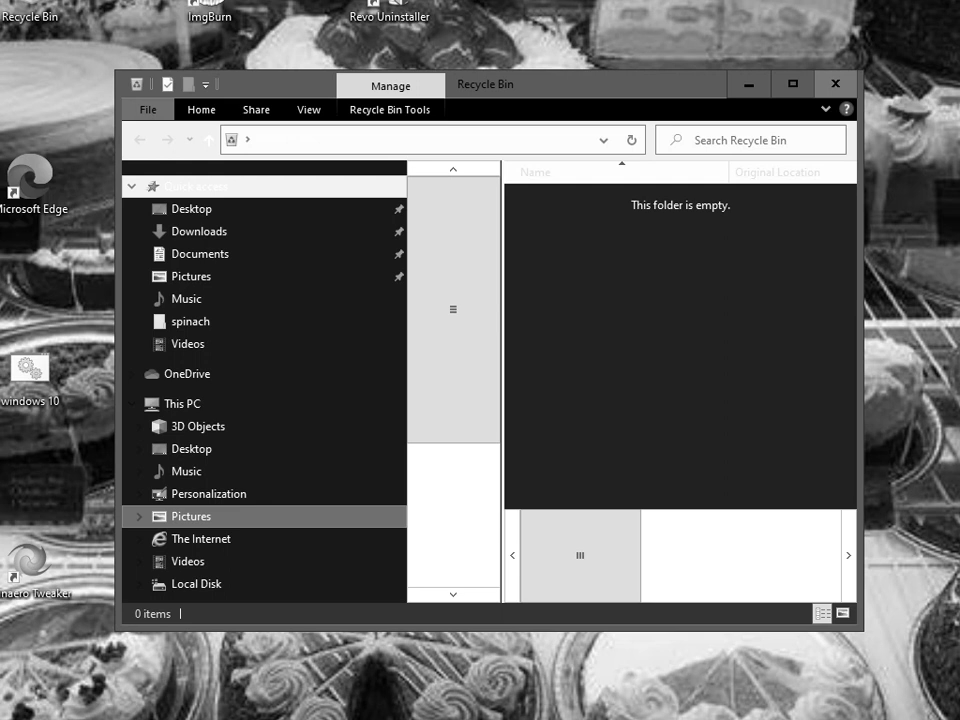 Recycle Bin
ImgBurn
Revo Uninstaller
Manage
Recycle Bin
File
Home
Share
View
Recycle Bin Tools
Search Recycle Bin
Quick access
Name
Original Location
This folder is empty.
Desktop
Downloads
Documents
Pictures
Music
spinach
Videos
OneDrive
This PC
3D Objects
Desktop
Music
Personalization
Pictures
The Internet
Videos
Local Disk
0 items
Microsoft Edge
windows 10
naero Tweaker